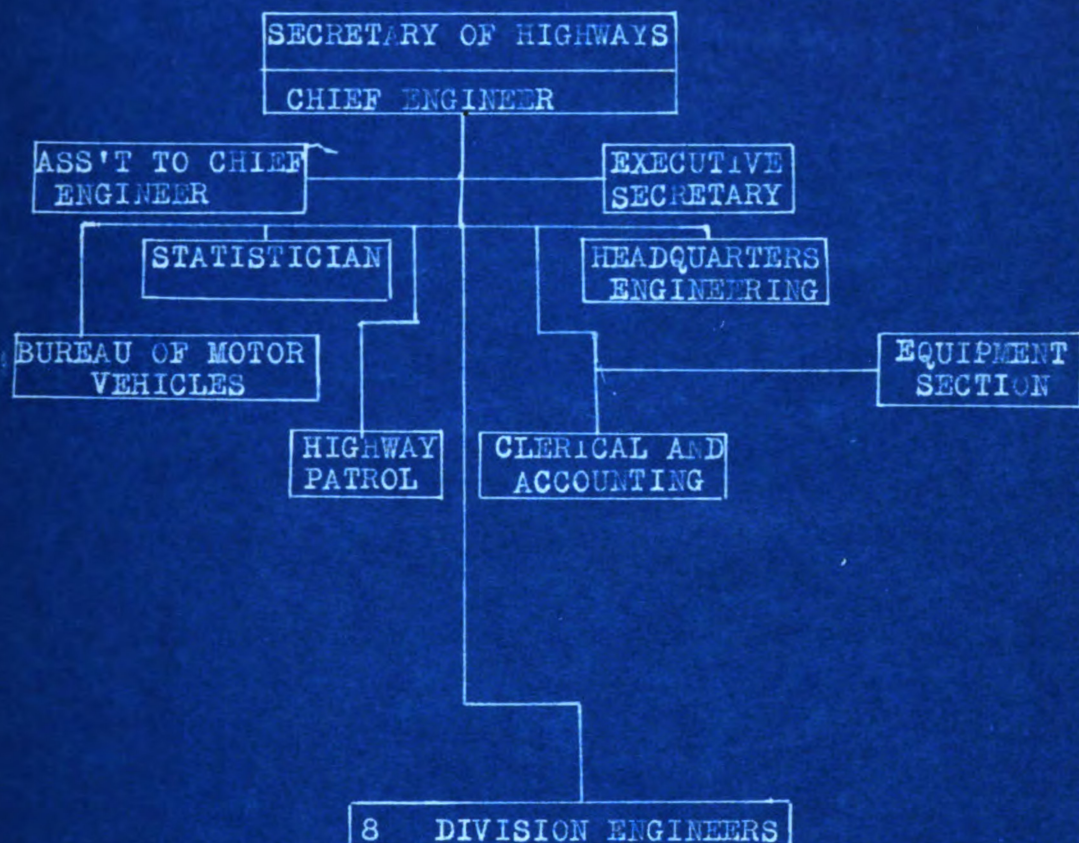 SECRETARY OF HIGHWAYS
CHIEF ENGINEER
ASS'T TO CHIEF
ENGINEER
EXECUTIVE
SECRETARY
STATISTICIAN
HEADQUARTERS
ENGINEERING
BUREAU OF MOTOR
VEHICLES
EQUIPMENT
SECTION
HIGHWAY
PATROL
CLERICAL AND
ACCOUNTING
8 DIVISION ENGINEERS